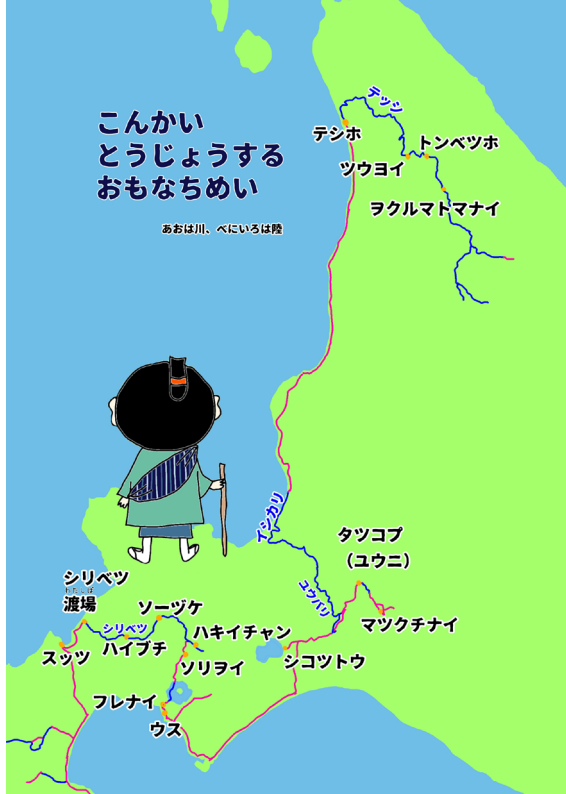 こんかい
とうじょうする
おもなちめい
あおは川、べにいろは陸
テッシ
テシホ
トンベツホ
ツウヨイ
ヲクルマトマナイ
イシカリ
タツコプ
(ユウニ)
ユウバリ
マツクチナイ
シコツトウ
シリベツ
わたしば
渡場
ソーヅケ
シリベツ
ハキイチャン
ハイブチ
スッツ
ソリヲイ
フレナイ
ウス